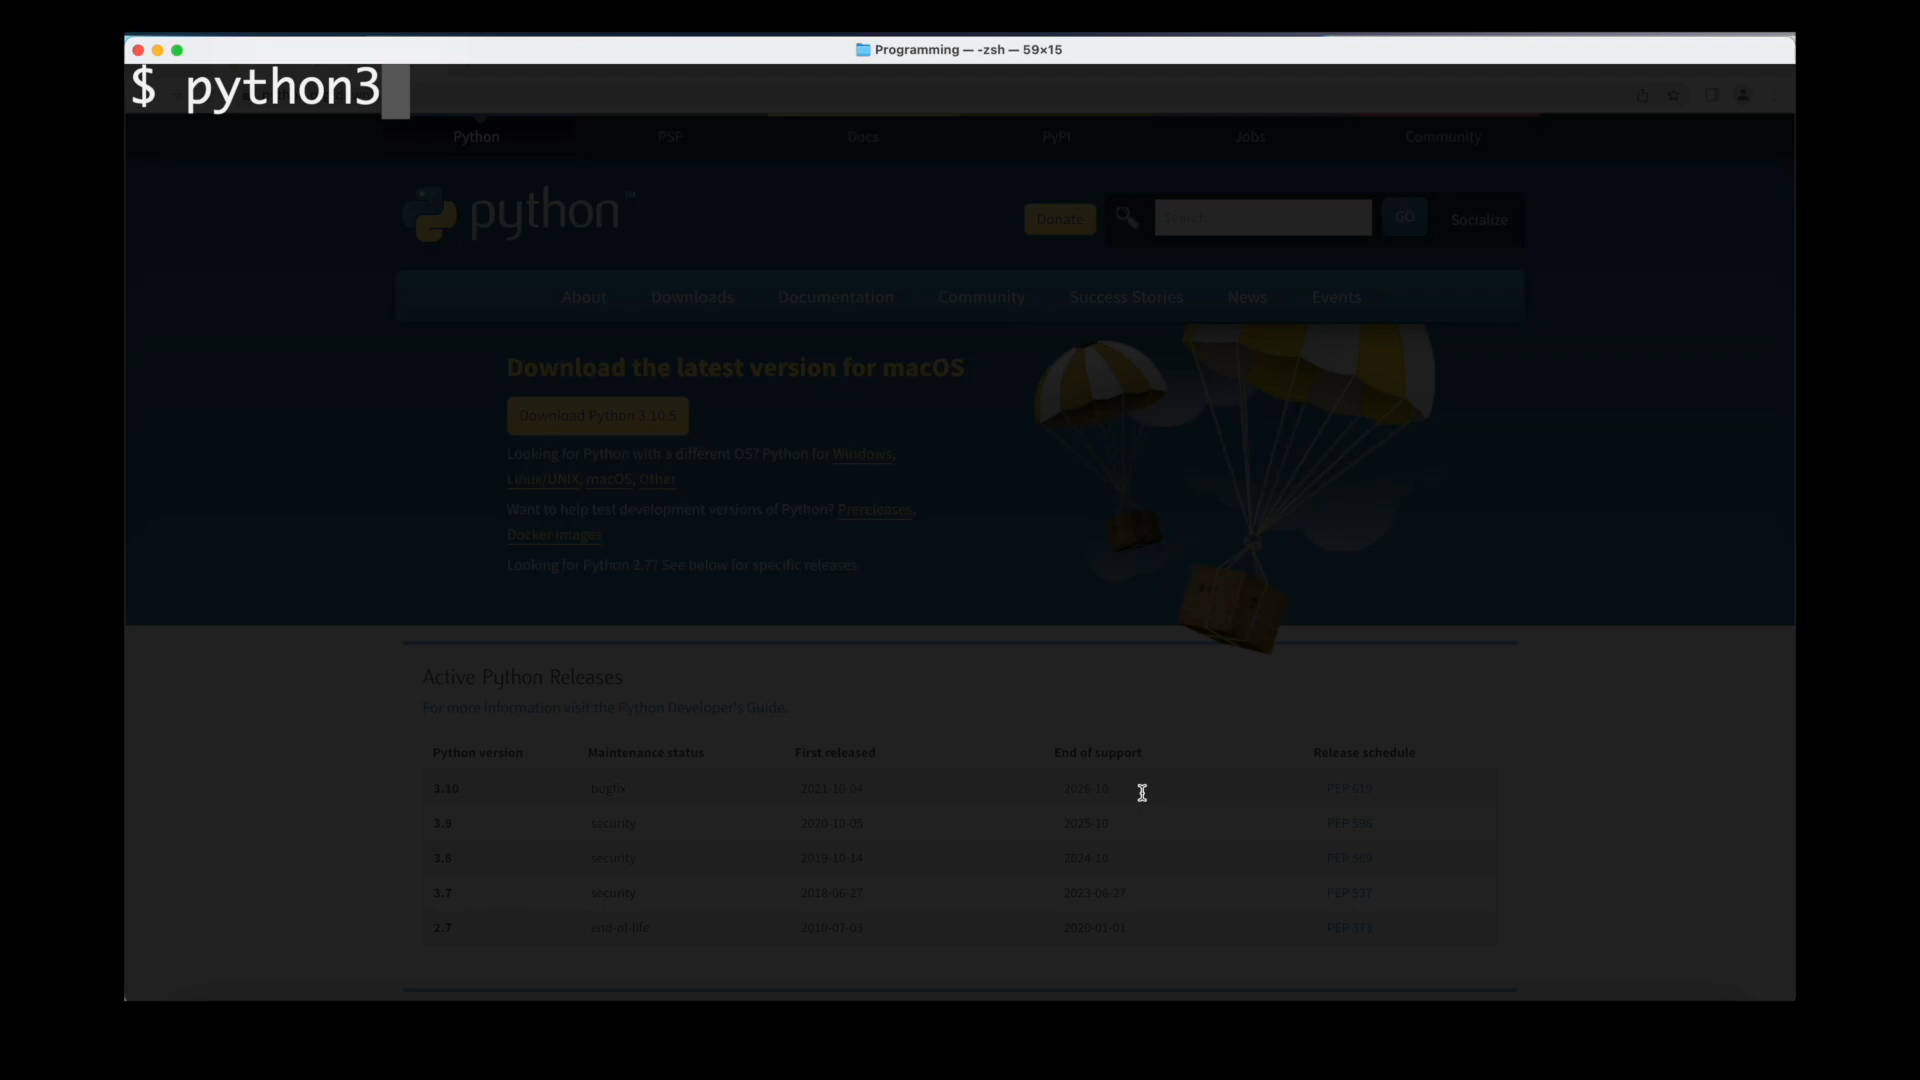 Programming — -zsh — 59×15
$ python3
Python PSF Docs PyPI Jobs Community
python™
Donate Search GO Socialize
About Downloads Documentation Community Success Stories News Events
Download the latest version for macOS
Download Python 3.10.5
Looking for Python with a different OS? Python for Windows,
Linux/UNIX, macOS, Other
Want to help test development versions of Python? Prereleases,
Docker images
Looking for Python 2.7? See below for specific releases
Active Python Releases
For more information visit the Python Developer's Guide.
Python version Maintenance status First released End of support Release schedule
3.10 bugfix 2021-10-04 2026-10 PEP 619
3.9 security 2020-10-05 2025-10 PEP 596
3.8 security 2019-10-14 2024-10 PEP 569
3.7 security 2018-06-27 2023-06-27 PEP 537
2.7 end-of-life 2010-07-03 2020-01-01 PEP 373